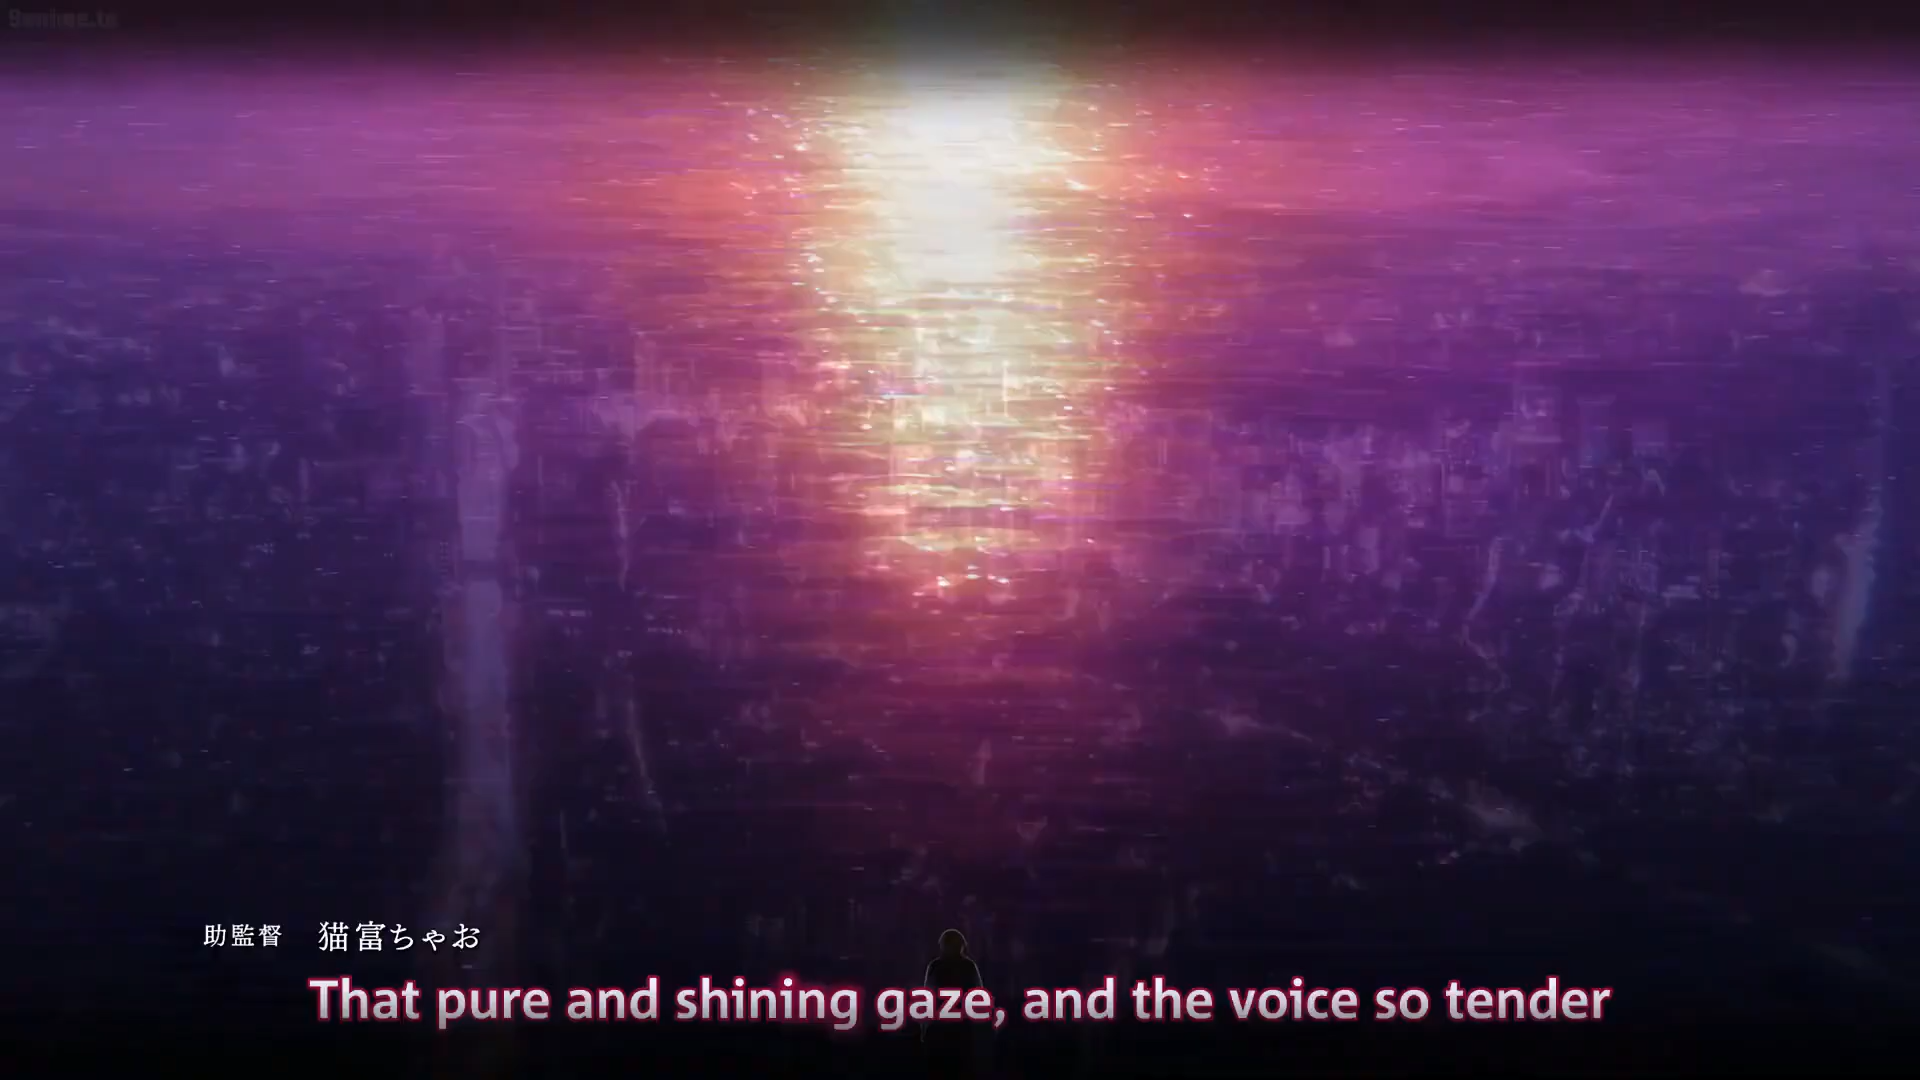 助監督 猫富ちゃお
That pure and shining gaze, and the voice so tender